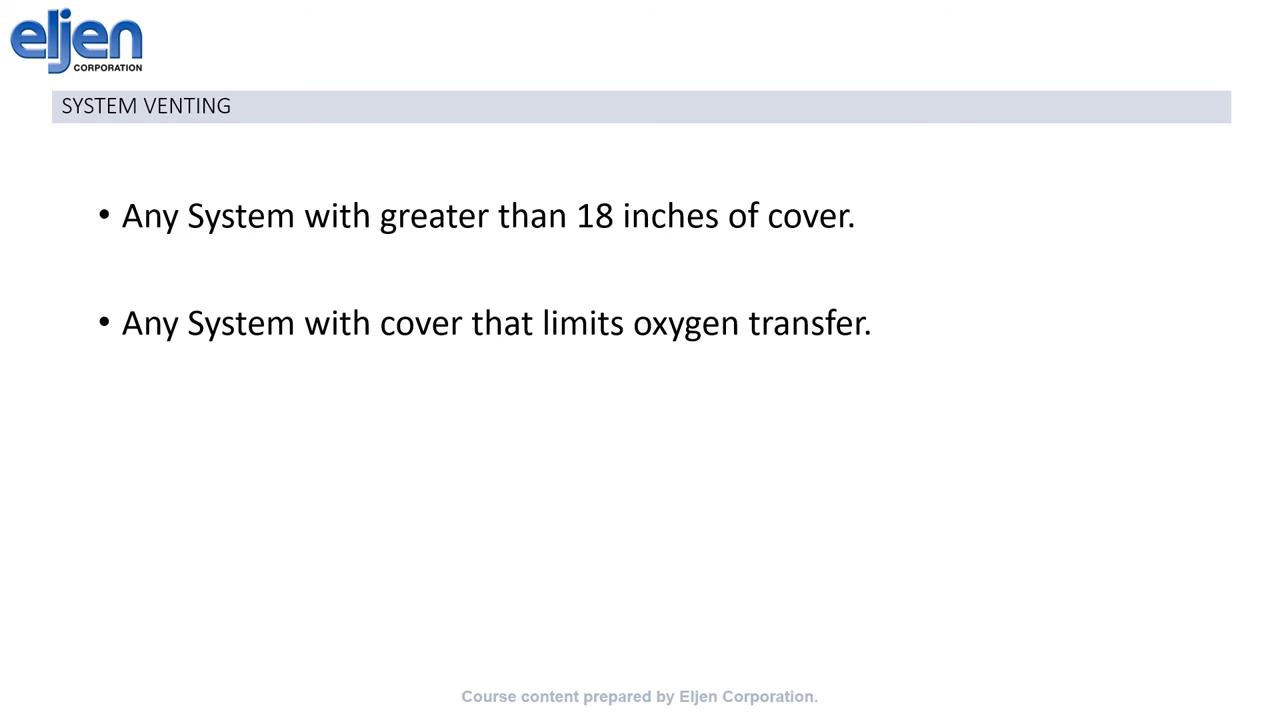 eljen
CORPORATION
SYSTEM VENTING
• Any System with greater than 18 inches of cover.
• Any System with cover that limits oxygen transfer.
Course content prepared by Eljen Corporation.